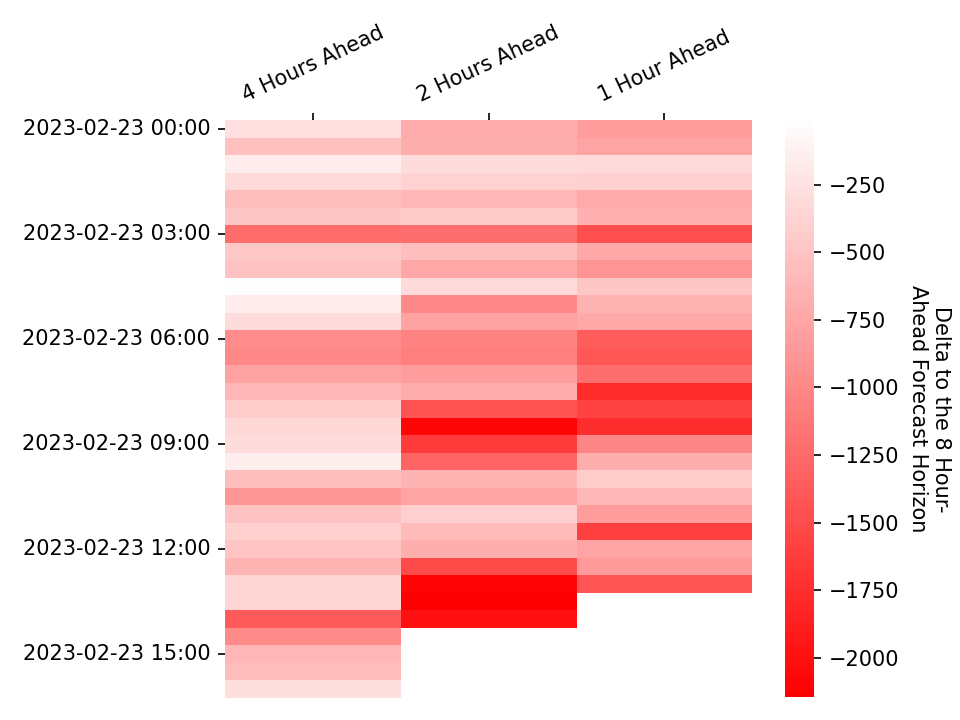 4 Hours Ahead
2 Hours Ahead
1 Hour Ahead
2023-02-23 00:00
2023-02-23 03:00
2023-02-23 06:00
2023-02-23 09:00
2023-02-23 12:00
2023-02-23 15:00
−250
−500
−750
−1000
−1250
−1500
−1750
−2000
Delta to the 8 Hour-
Ahead Forecast Horizon